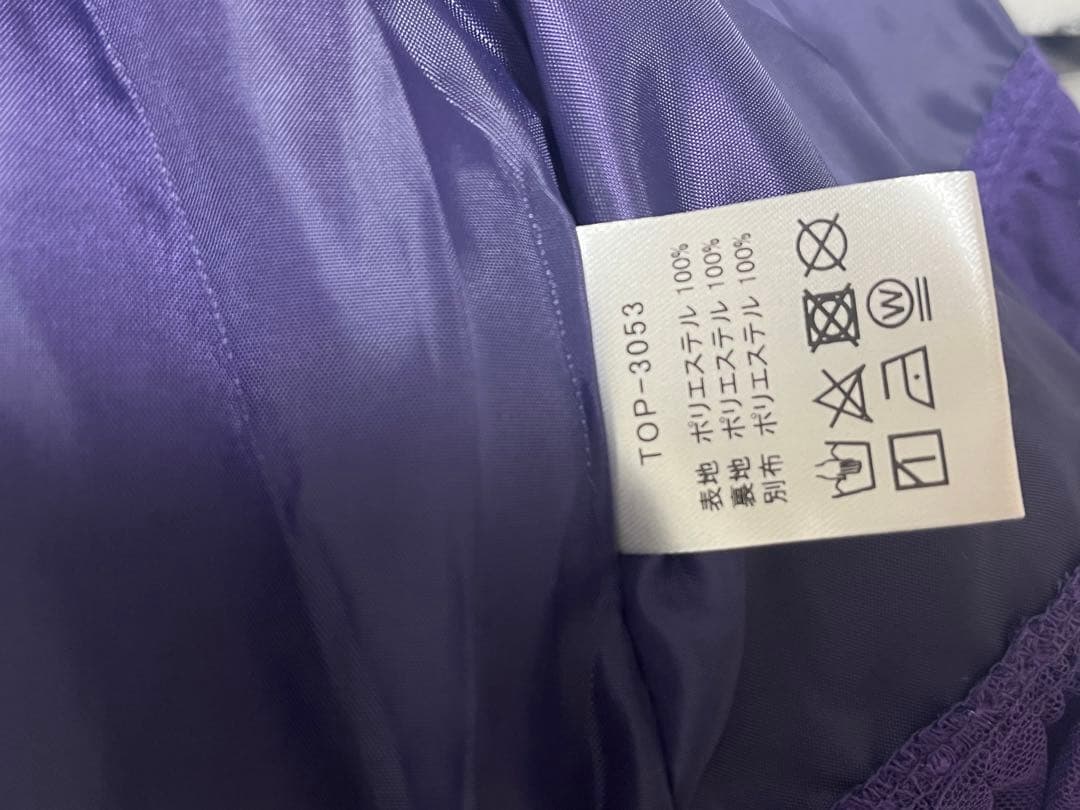 TOP-3053
表地 ポリエステル 100%
裏地 ポリエステル 100%
別布 ポリエステル 100%
W